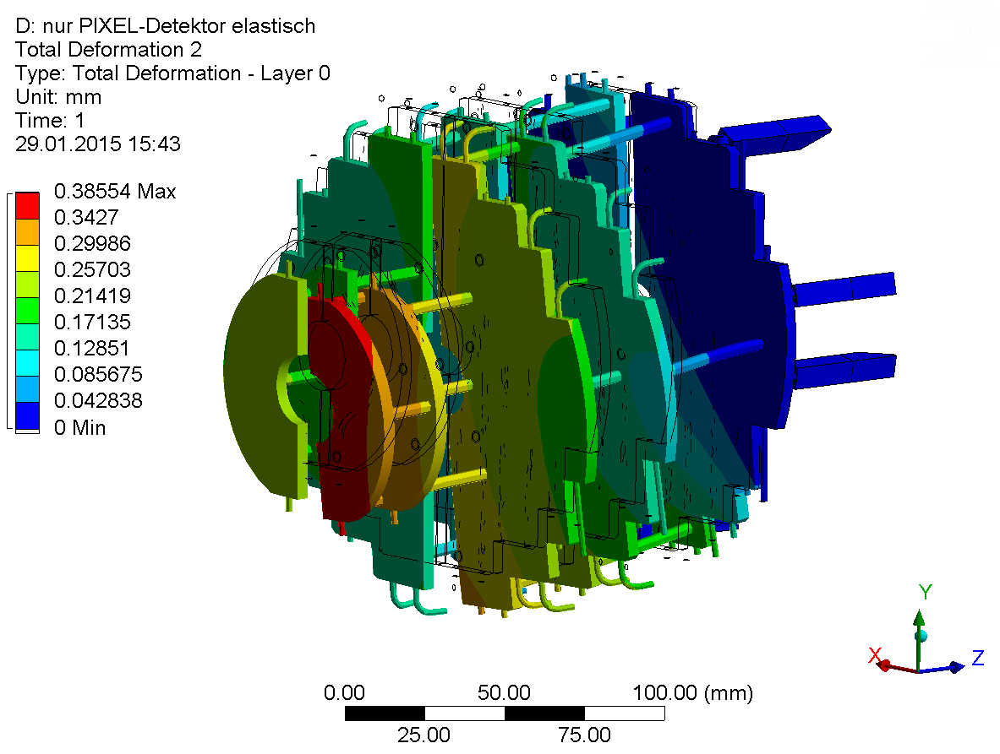 D: nur PIXEL-Detektor elastisch
Total Deformation 2
Type: Total Deformation - Layer 0
Unit: mm
Time: 1
29.01.2015 15:43
0.38554 Max
0.3427
0.29986
0.25703
0.21419
0.17135
0.12851
0.085675
0.042838
0 Min
Y
X
Z
0.00
50.00
100.00 (mm)
25.00
75.00